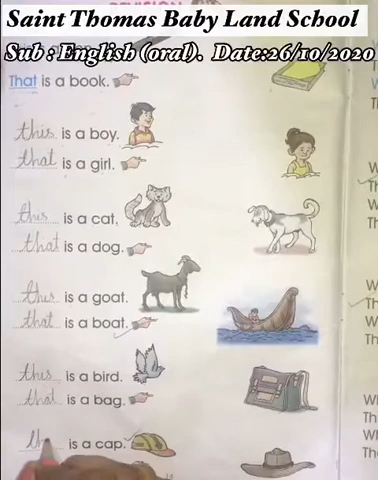 Saint Thomas Baby Land School
Sub : English (oral). Date:26/10/2020
That is a book.
this is a boy.
that is a girl.
this is a cat.
that is a dog.
this is a goat.
that is a boat.
this is a bird.
that is a bag.
th is a cap.